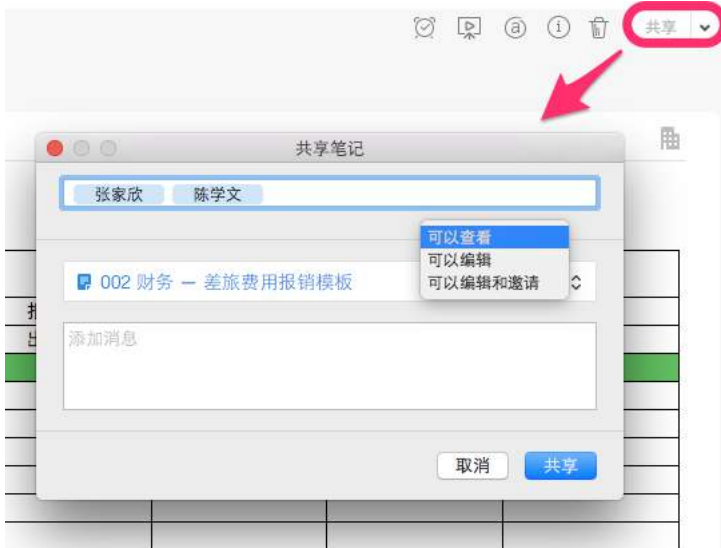 共享
共享笔记
张家欣 陈学文
可以查看
可以编辑
可以编辑和邀请
002 财务 — 差旅费用报销模板
添加消息
取消 共享